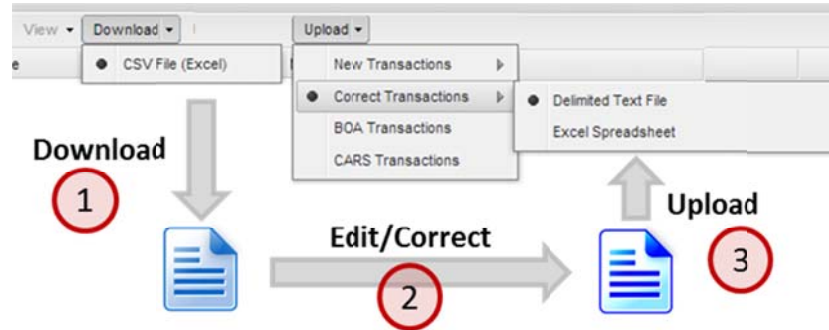 View Download Upload
CSV File (Excel)
New Transactions
Correct Transactions
Delimited Text File
BOA Transactions
Excel Spreadsheet
CARS Transactions
Download
1
Edit/Correct
2
Upload
3